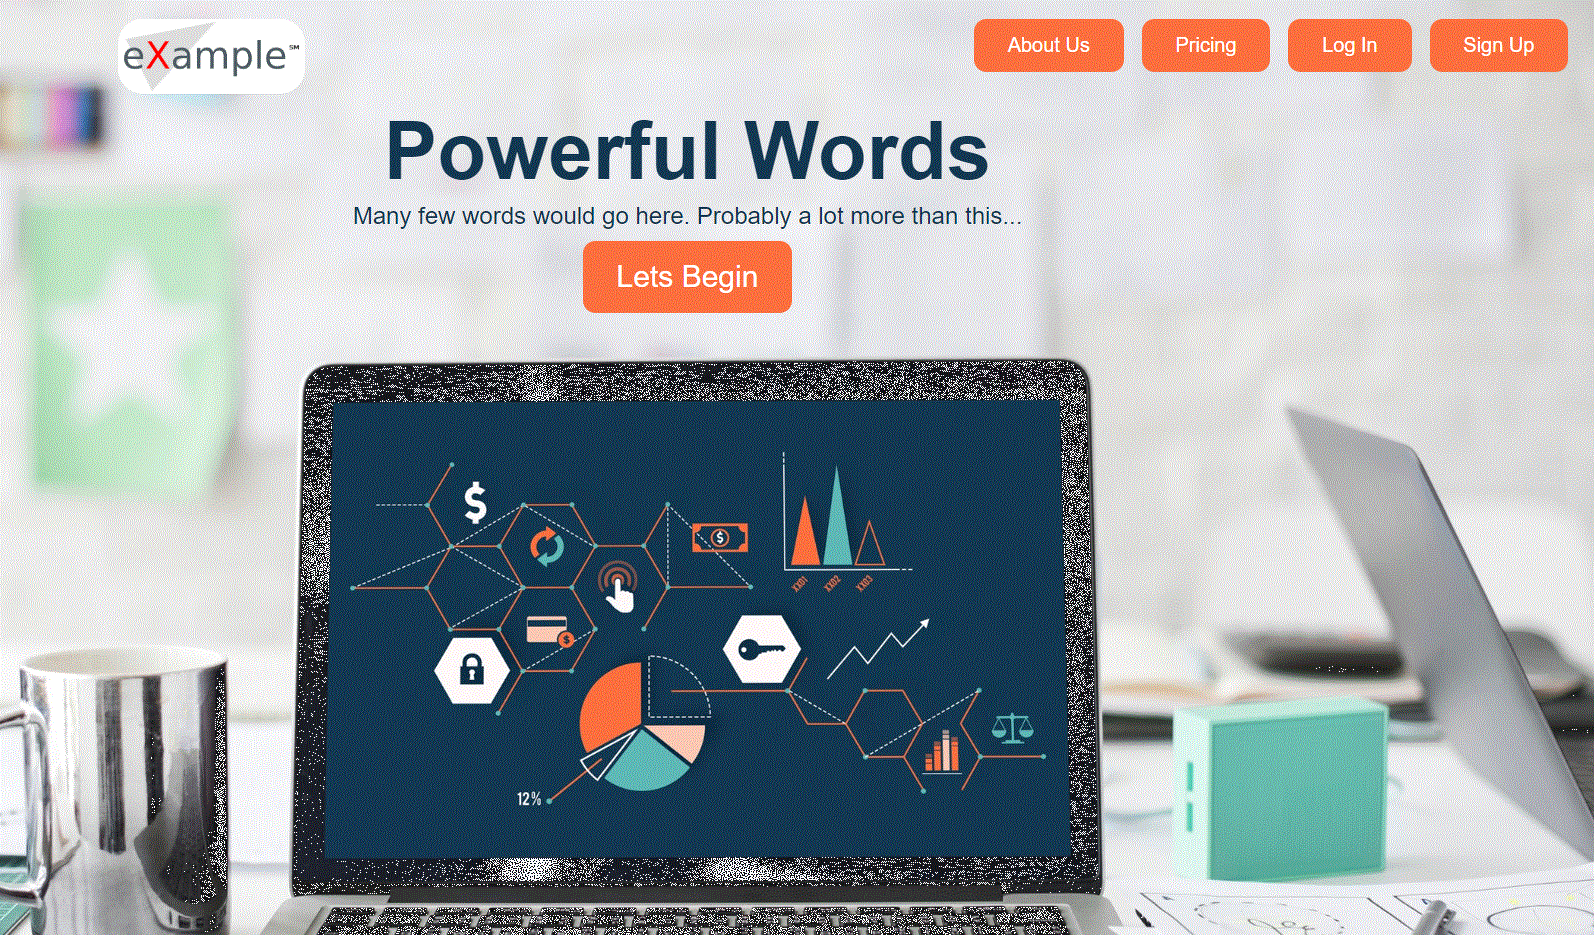 eXample℠
About Us
Pricing
Log In
Sign Up
Powerful Words
Many few words would go here. Probably a lot more than this...
Lets Begin
$
$
XX01
XX02
XX03
$
12%